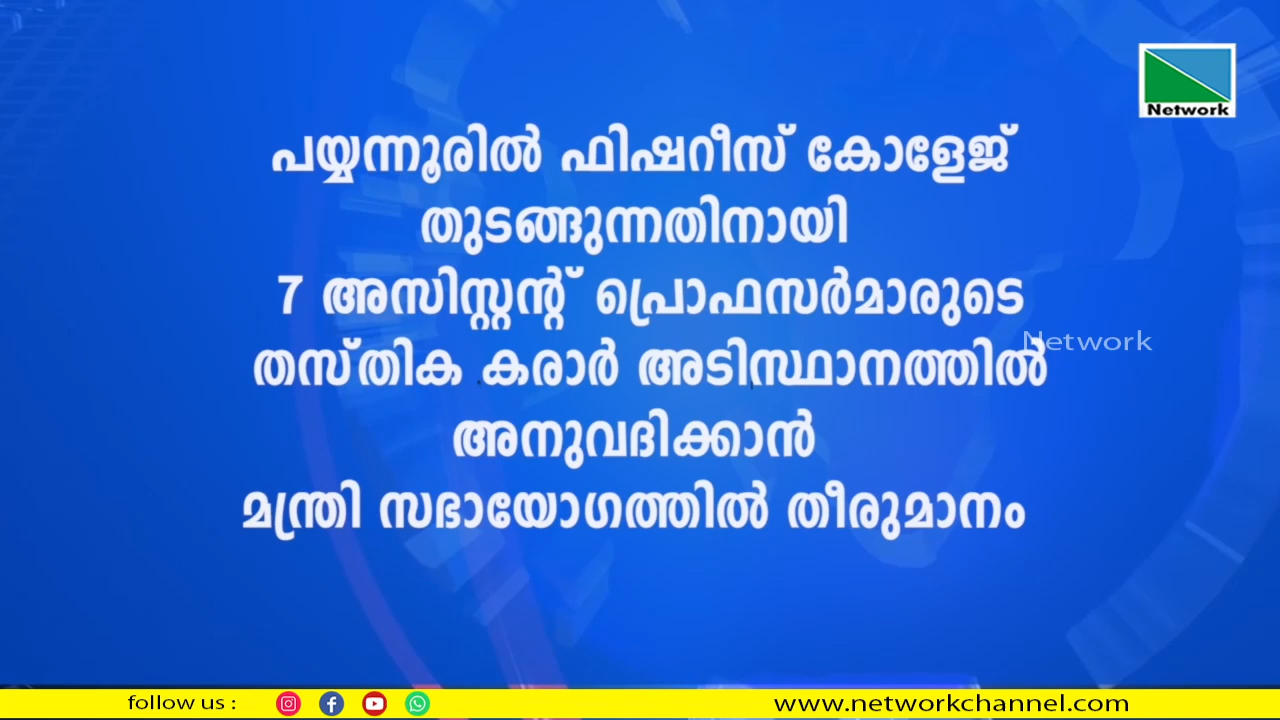 Network
പയ്യന്നൂരിൽ ഫിഷറീസ് കോളേജ്
തുടങ്ങുന്നതിനായി
7 അസിസ്റ്റന്റ് പ്രൊഫസർമാരുടെ
Network
തസ്തിക കരാർ അടിസ്ഥാനത്തിൽ
അനുവദിക്കാൻ
മന്ത്രി സഭായോഗത്തിൽ തീരുമാനം
follow us : www.networkchannel.com